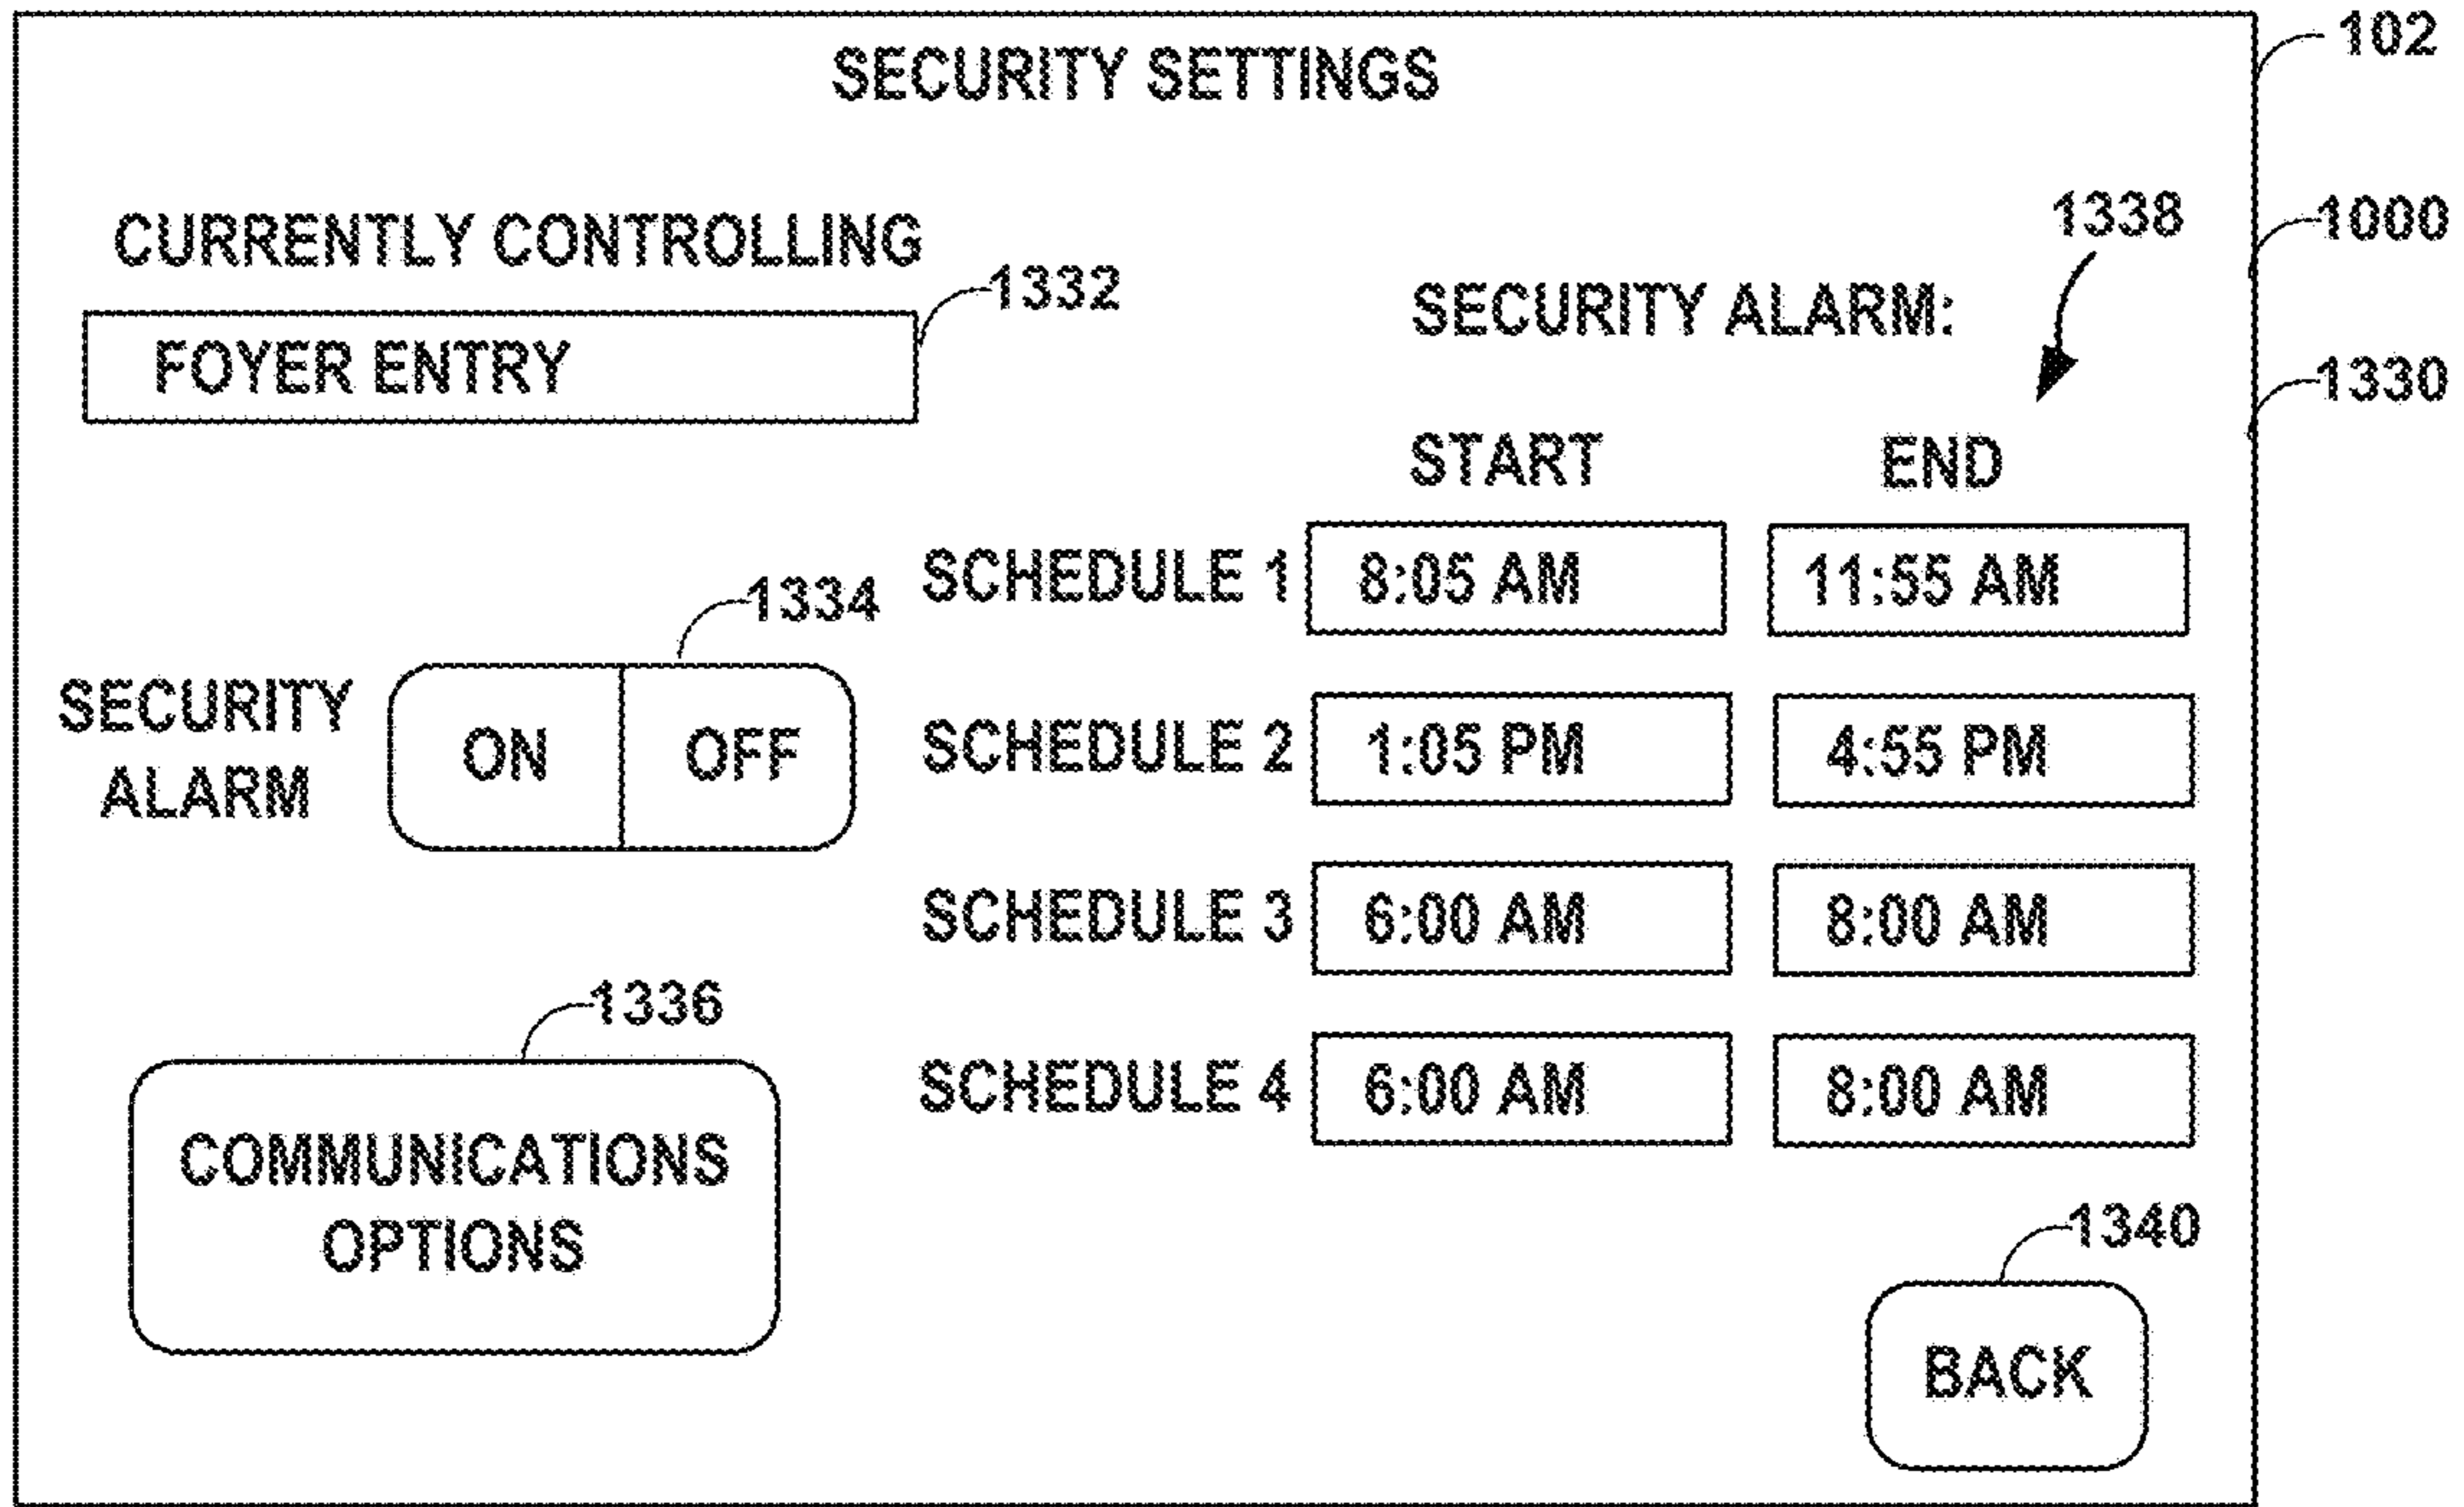 SECURITY SETTINGS
102
CURRENTLY CONTROLLING
1332
FOYER ENTRY
1338
1000
SECURITY ALARM:
1330
START END
SCHEDULE 1 8:05 AM 11:55 AM
1334
SECURITY
ALARM
ON OFF
SCHEDULE 2 1:05 PM 4:55 PM
SCHEDULE 3 6:00 AM 8:00 AM
1336
COMMUNICATIONS
OPTIONS
SCHEDULE 4 6:00 AM 8:00 AM
1340
BACK